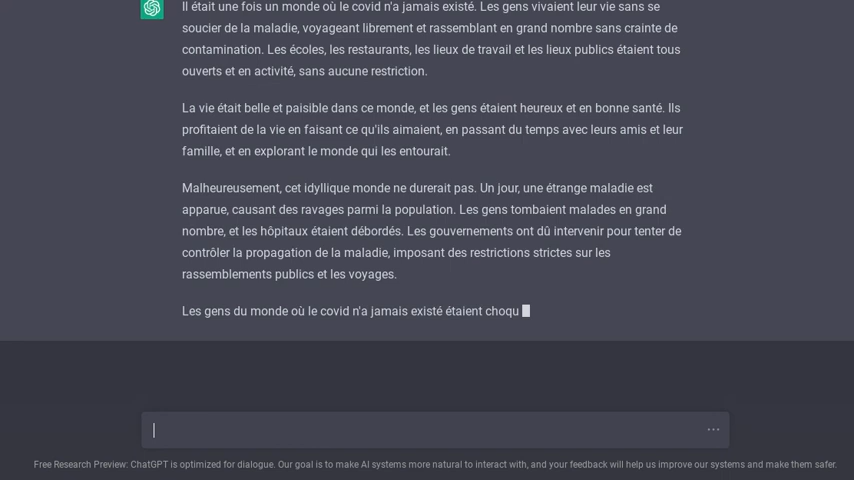 Il était une fois un monde où le covid n'a jamais existé. Les gens vivaient leur vie sans se
soucier de la maladie, voyageant librement et rassemblant en grand nombre sans crainte de
contamination. Les écoles, les restaurants, les lieux de travail et les lieux publics étaient tous
ouverts et en activité, sans aucune restriction.
La vie était belle et paisible dans ce monde, et les gens étaient heureux et en bonne santé. Ils
profitaient de la vie en faisant ce qu'ils aimaient, en passant du temps avec leurs amis et leur
famille, et en explorant le monde qui les entourait.
Malheureusement, cet idyllique monde ne durerait pas. Un jour, une étrange maladie est
apparue, causant des ravages parmi la population. Les gens tombaient malades en grand
nombre, et les hôpitaux étaient débordés. Les gouvernements ont dû intervenir pour tenter de
contrôler la propagation de la maladie, imposant des restrictions strictes sur les
rassemblements publics et les voyages.
Les gens du monde où le covid n'a jamais existé étaient choqu
Free Research Preview: ChatGPT is optimized for dialogue. Our goal is to make AI systems more natural to interact with, and your feedback will help us improve our systems and make them safer.